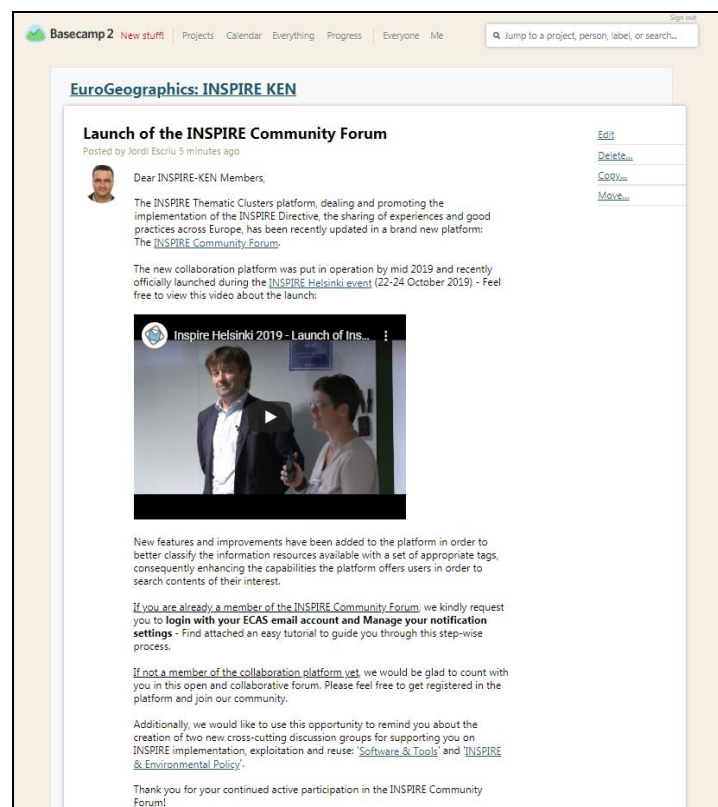 Sign out
Basecamp 2 New stuff! Projects Calendar Everything Progress Everyone Me
Jump to a project, person, label, or search...
EuroGeographics: INSPIRE KEN
Launch of the INSPIRE Community Forum
Posted by Jordi Escriu 5 minutes ago
Edit
Delete...
Copy...
Move...
Dear INSPIRE-KEN Members,
The INSPIRE Thematic Clusters platform, dealing and promoting the
implementation of the INSPIRE Directive, the sharing of experiences and good
practices across Europe, has been recently updated in a brand new platform:
The INSPIRE Community Forum.
The new collaboration platform was put in operation by mid 2019 and recently
officially launched during the INSPIRE Helsinki event (22-24 October 2019) - Feel
free to view this video about the launch:
Inspire Helsinki 2019 - Launch of Ins...
New features and improvements have been added to the platform in order to
better classify the information resources available with a set of appropriate tags,
consequently enhancing the capabilities the platform offers users in order to
search contents of their interest.
If you are already a member of the INSPIRE Community Forum, we kindly request
you to login with your ECAS email account and Manage your notification
settings - Find attached an easy tutorial to guide you through this step-wise
process.
If not a member of the collaboration platform yet, we would be glad to count with
you in this open and collaborative forum. Please feel free to get registered in the
platform and join our community.
Additionally, we would like to use this opportunity to remind you about the
creation of two new cross-cutting discussion groups for supporting you on
INSPIRE implementation, exploitation and reuse: 'Software & Tools' and 'INSPIRE
& Environmental Policy'.
Thank you for your continued active participation in the INSPIRE Community
Forum!